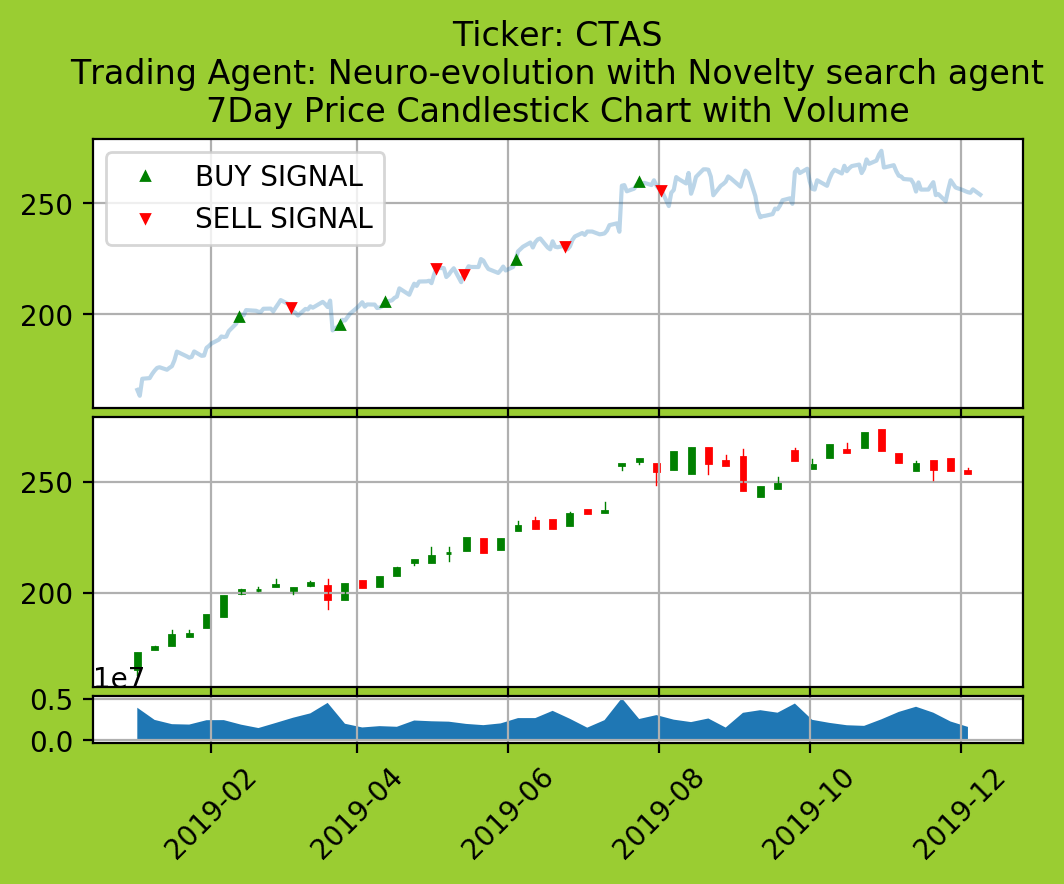 Ticker: CTAS
Trading Agent: Neuro-evolution with Novelty search agent
7Day Price Candlestick Chart with Volume
BUY SIGNAL
SELL SIGNAL
250
200
250
200
1e7
0.5
0.0
2019-02
2019-04
2019-06
2019-08
2019-10
2019-12